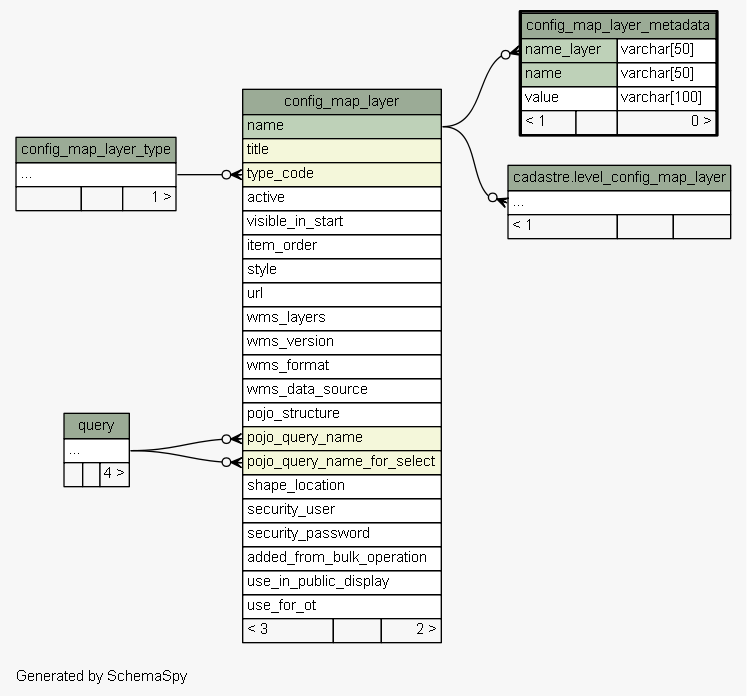 config_map_layer_metadata
name_layer varchar[50]
name varchar[50]
value varchar[100]
< 1 0 >
config_map_layer
name
title
type_code
active
visible_in_start
item_order
style
url
wms_layers
wms_version
wms_format
wms_data_source
pojo_structure
pojo_query_name
pojo_query_name_for_select
shape_location
security_user
security_password
added_from_bulk_operation
use_in_public_display
use_for_ot
< 3 2 >
config_map_layer_type
...
1 >
cadastre.level_config_map_layer
...
< 1
query
...
4 >
Generated by SchemaSpy